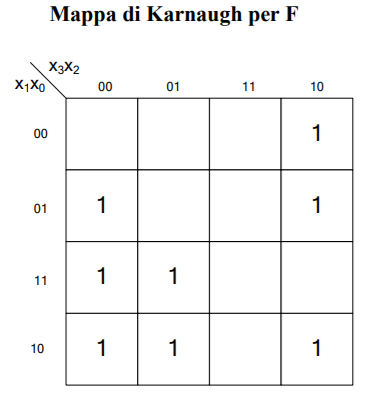 Mappa di Karnaugh per F
X3X2
X1X0
00 01 11 10
00 1
01 1 1
11 1 1
10 1 1 1